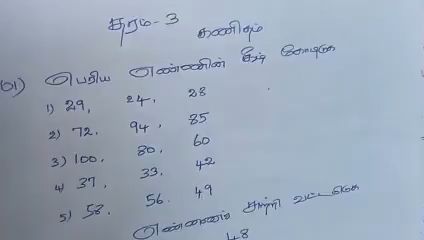 தரம் - 3
கணிதம்
01) பெரிய எண்ணின் கீழ் கோடிடுக
1) 29, 24, 28
2) 72, 94, 85
3) 100, 80, 60
4) 37, 33, 42
5) 58, 56, 49
எண்ணைச் சுற்றி வட்டமிடுக
48